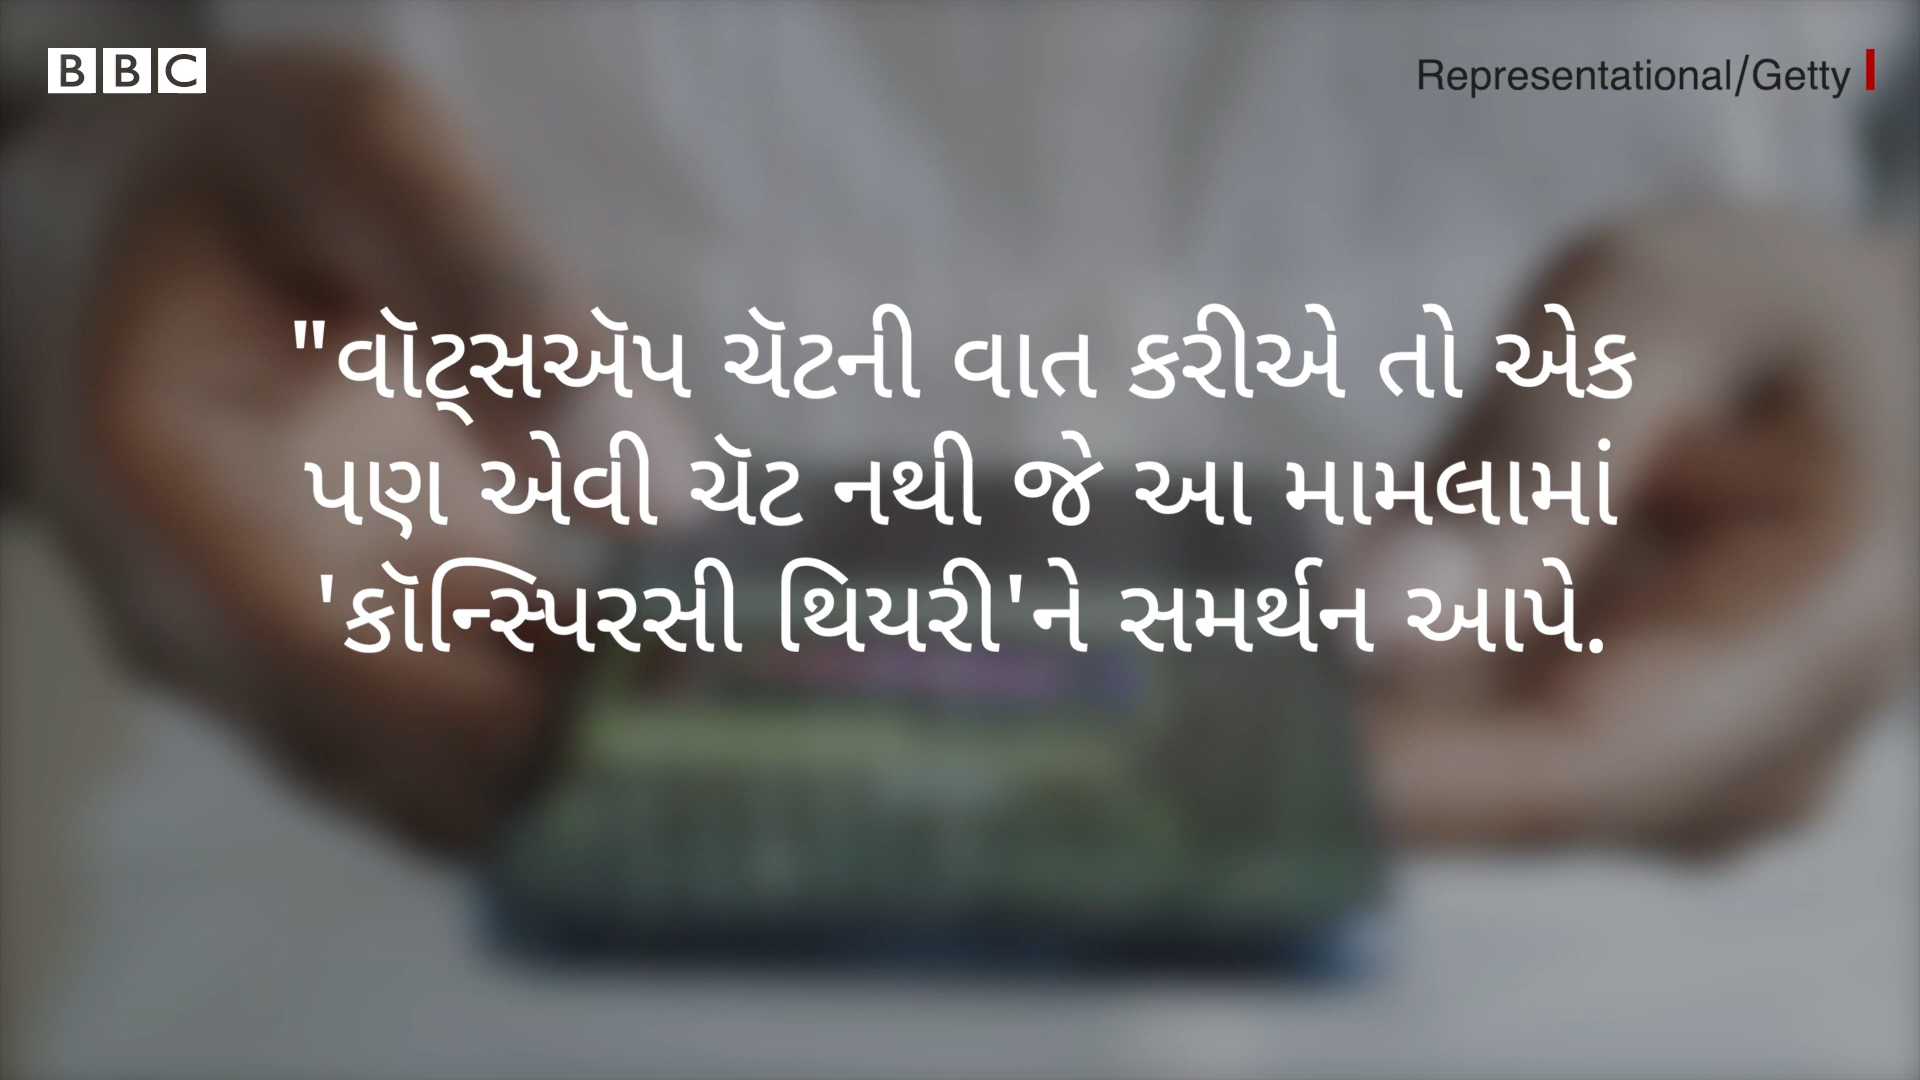 BBC
Representational/Getty
"વૉટ્સઍપ ચૅટની વાત કરીએ તો એક
પણ એવી ચૅટ નથી જે આ મામલામાં
'કૉન્સ્પિરસી થિયરી'ને સમર્થન આપે.